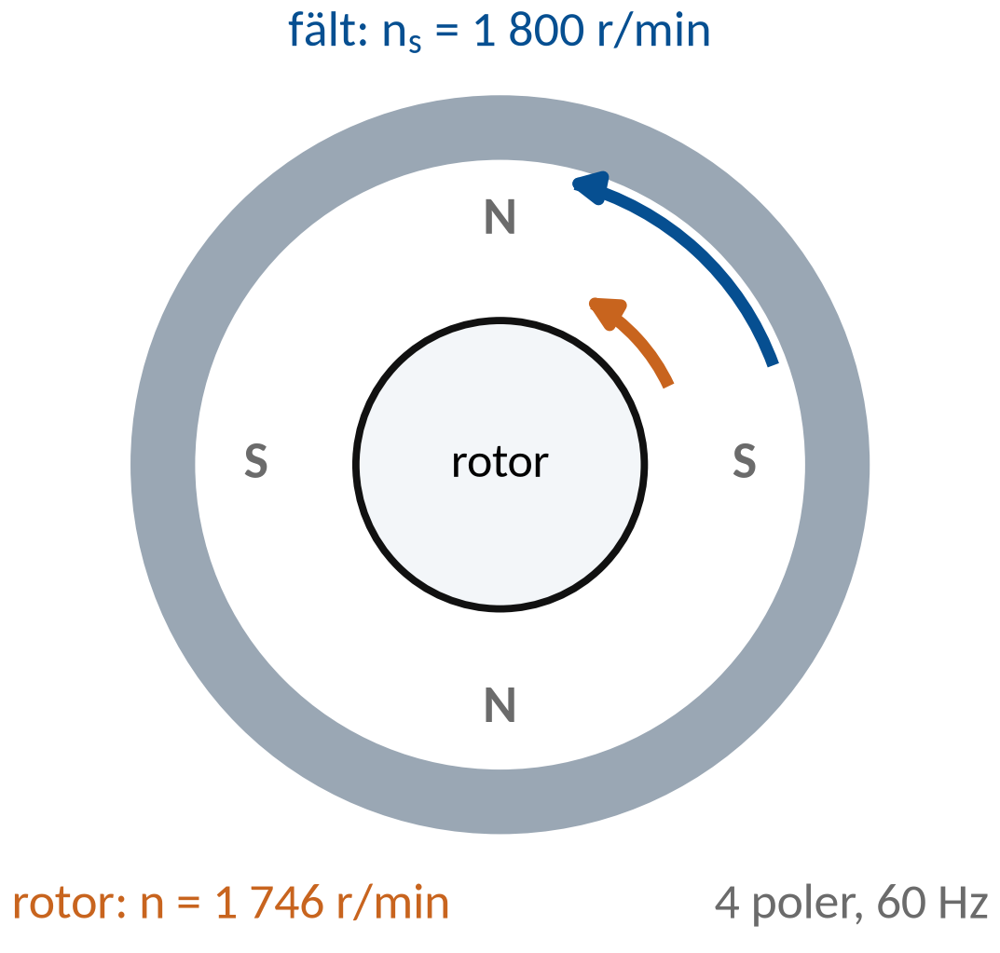 fält: nₛ = 1 800 r/min
N
S
rotor
S
N
rotor: n = 1 746 r/min
4 poler, 60 Hz